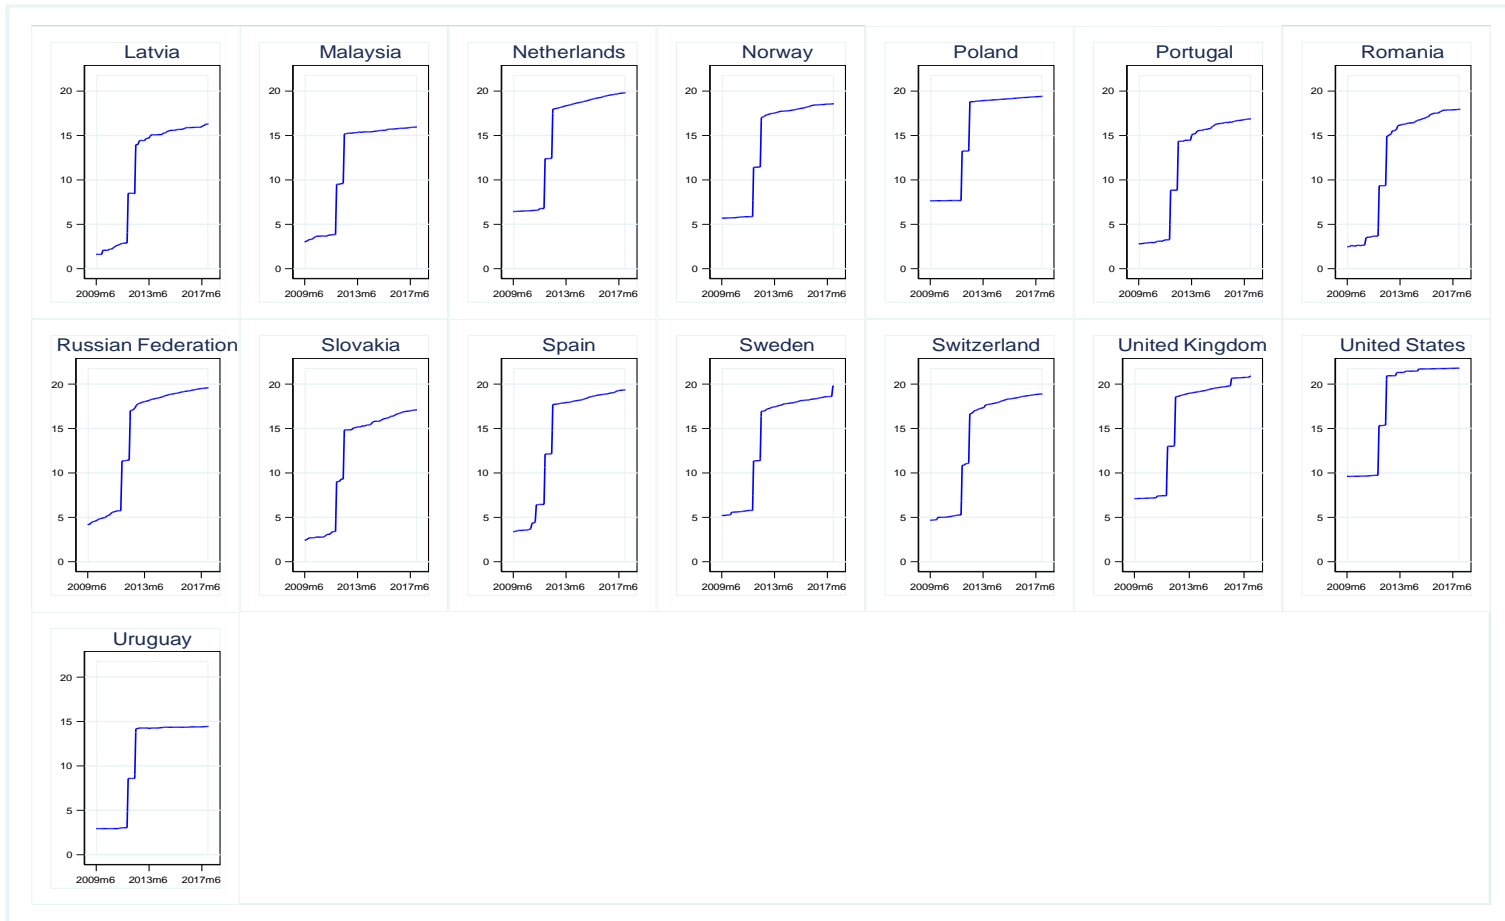 Latvia Malaysia Netherlands Norway Poland Portugal Romania
20 20 20 20 20 20 20
15 15 15 15 15 15 15
10 10 10 10 10 10 10
5 5 5 5 5 5 5
0 0 0 0 0 0 0
2009m6 2013m6 2017m6 2009m6 2013m6 2017m6 2009m6 2013m6 2017m6 2009m6 2013m6 2017m6 2009m6 2013m6 2017m6 2009m6 2013m6 2017m6 2009m6 2013m6 2017m6
Russian Federation Slovakia Spain Sweden Switzerland United Kingdom United States
20 20 20 20 20 20 20
15 15 15 15 15 15 15
10 10 10 10 10 10 10
5 5 5 5 5 5 5
0 0 0 0 0 0 0
2009m6 2013m6 2017m6 2009m6 2013m6 2017m6 2009m6 2013m6 2017m6 2009m6 2013m6 2017m6 2009m6 2013m6 2017m6 2009m6 2013m6 2017m6 2009m6 2013m6 2017m6
Uruguay
20
15
10
5
0
2009m6 2013m6 2017m6